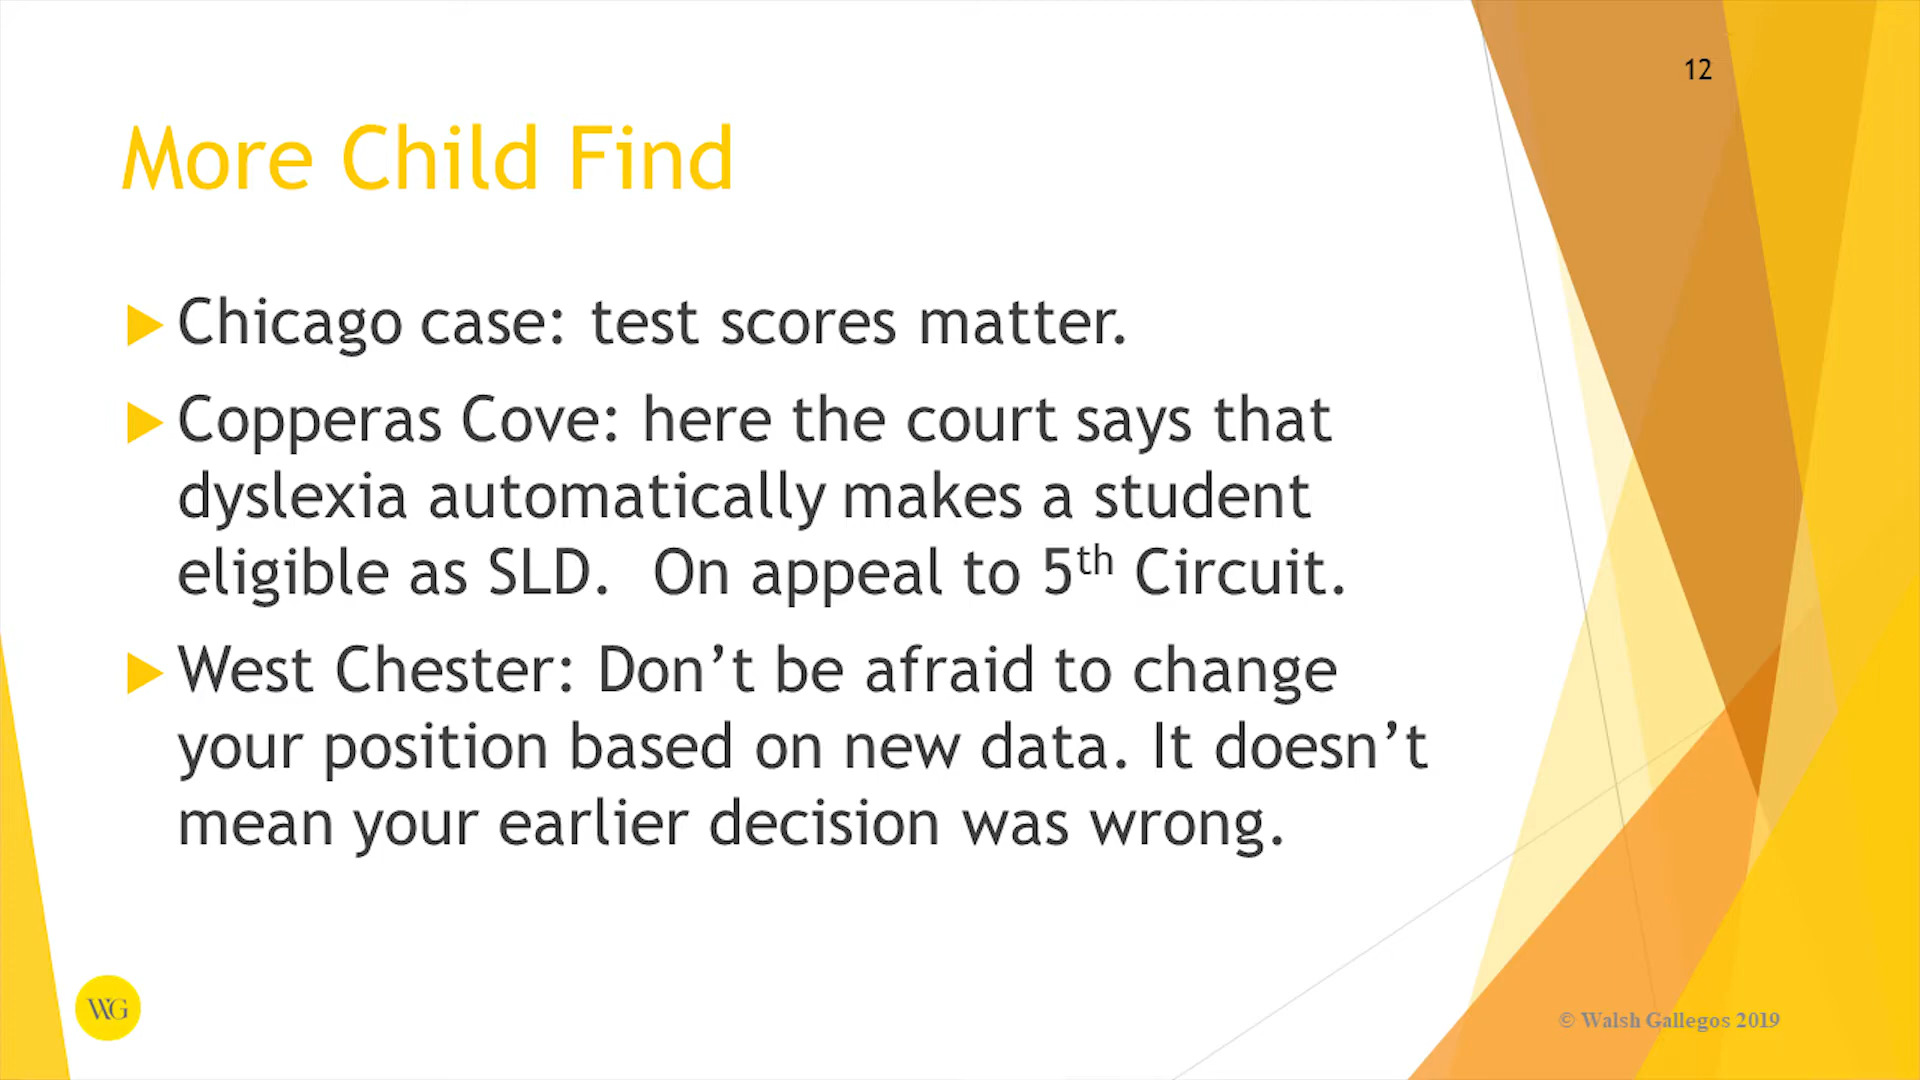 12
More Child Find
Chicago case: test scores matter.
Copperas Cove: here the court says that
dyslexia automatically makes a student
eligible as SLD. On appeal to 5th Circuit.
West Chester: Don’t be afraid to change
your position based on new data. It doesn’t
mean your earlier decision was wrong.
WG
© Walsh Gallegos 2019